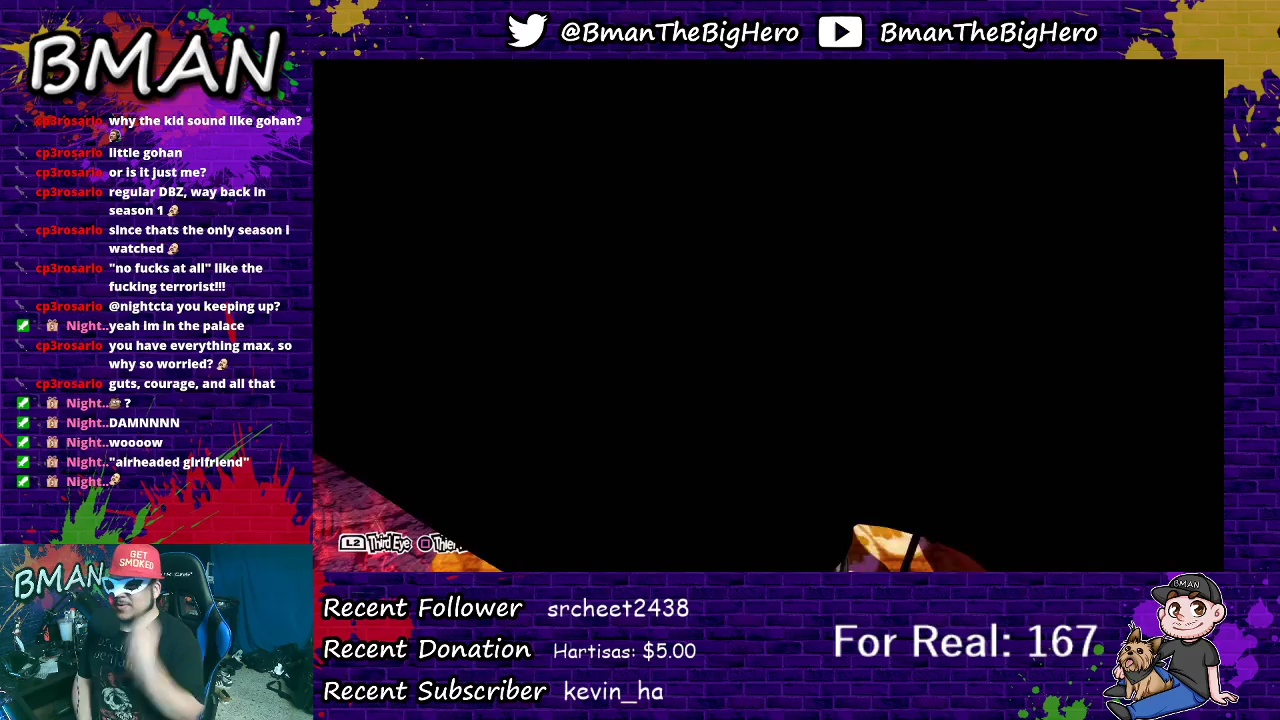 BMAN
@BmanTheBigHero
BmanTheBigHero
cp3rosario why the kid sound like gohan?
cp3rosario little gohan
cp3rosario or is it just me?
cp3rosario regular DBZ, way back in
season 1
cp3rosario since thats the only season i
watched
cp3rosario "no fucks at all" like the
fucking terrorist!!!
cp3rosario @nightcta you keeping up?
Night.. yeah im in the palace
cp3rosario you have everything max, so
why so worried?
cp3rosario guts, courage, and all that
Night.. ?
Night.. DAMNNNN
Night.. woooow
Night.. "airheaded girlfriend"
Night..
L2 Third Eye
BMAN
GET
SMOKED
Recent Follower srcheet2438
Recent Donation Hartisas: $5.00
Recent Subscriber kevin_ha
For Real: 167
BMAN